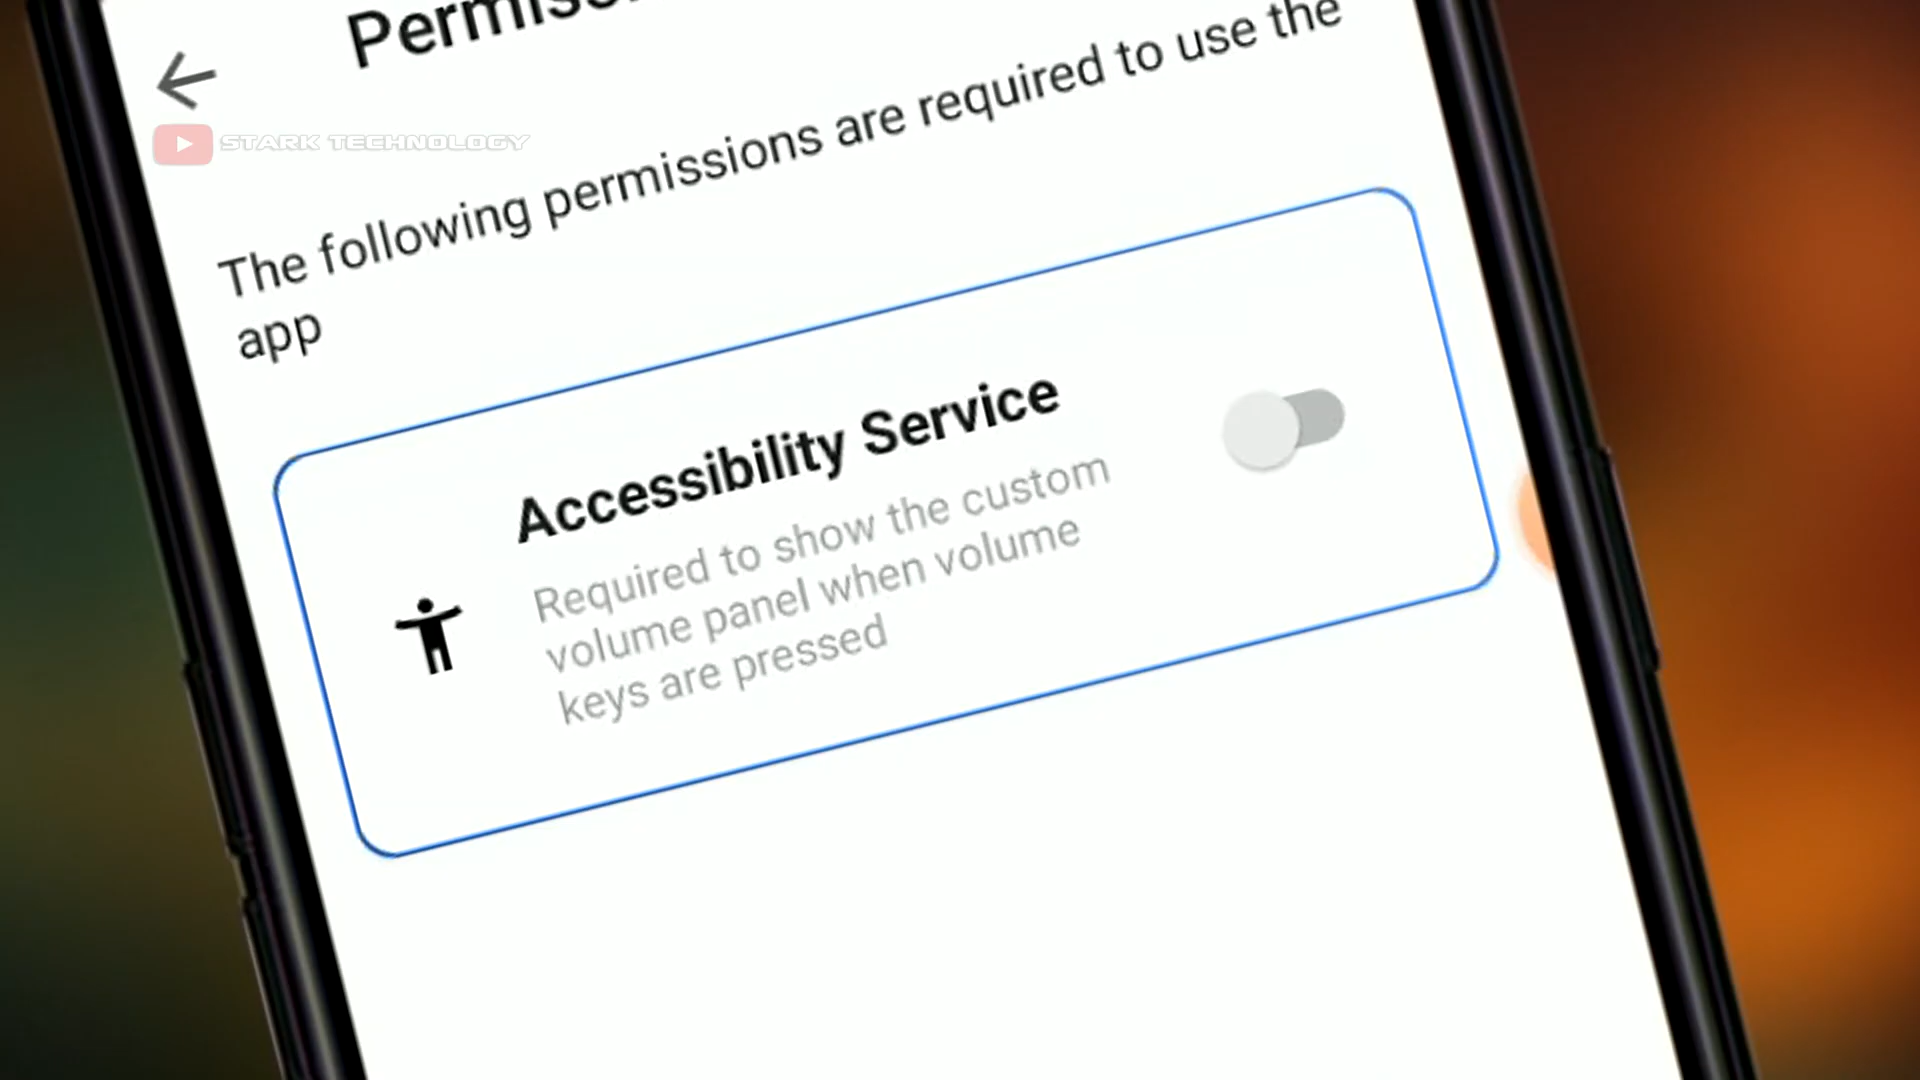 The following permissions are required to use the
app
STARK TECHNOLOGY
Accessibility Service
Required to show the custom
volume panel when volume
keys are pressed